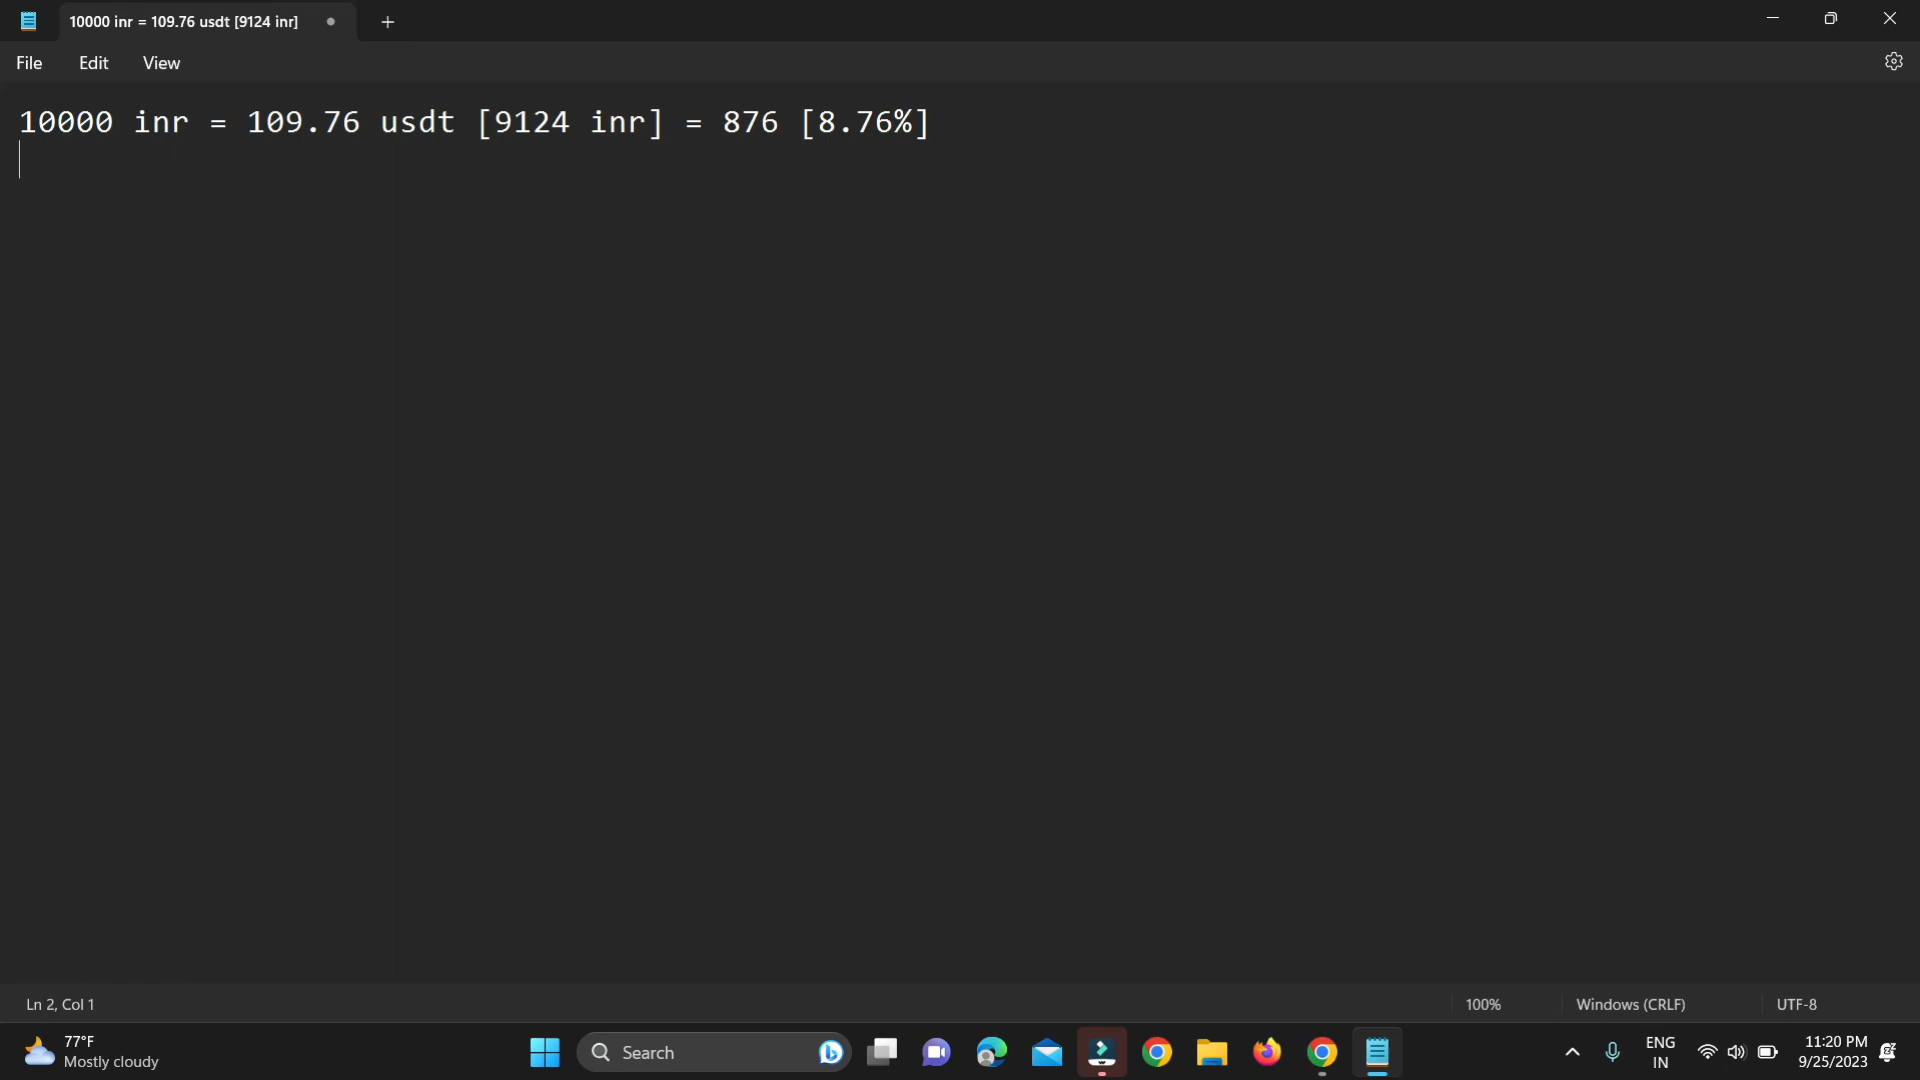 10000 inr = 109.76 usdt [9124 inr]
File Edit View
10000 inr = 109.76 usdt [9124 inr] = 876 [8.76%]
Ln 2, Col 1 100% Windows (CRLF) UTF-8
77°F
Mostly cloudy
Search
ENG
IN
11:20 PM
9/25/2023